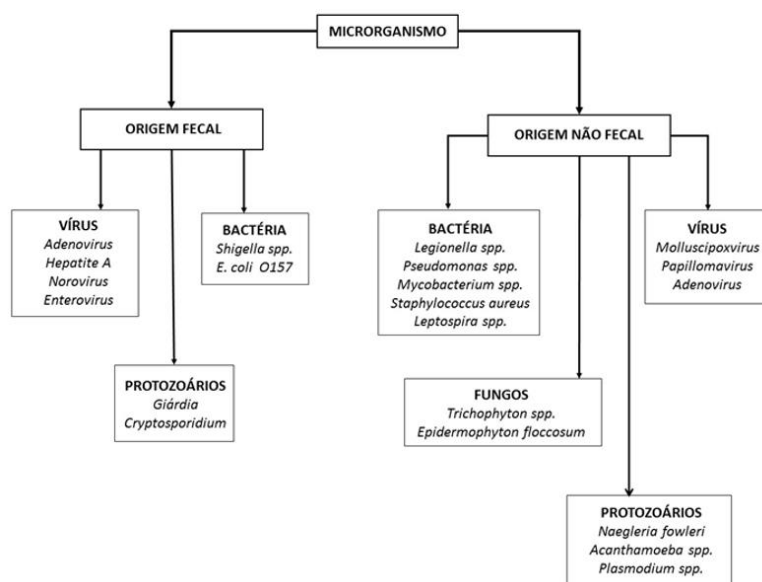 MICRORGANISMO
ORIGEM FECAL
ORIGEM NÃO FECAL
VÍRUS
Adenovirus
Hepatite A
Norovirus
Enterovirus
BACTÉRIA
Shigella spp.
E. coli O157
PROTOZOÁRIOS
Giárdia
Cryptosporidium
BACTÉRIA
Legionella spp.
Pseudomonas spp.
Mycobacterium spp.
Staphylococcus aureus
Leptospira spp.
VÍRUS
Molluscipoxvirus
Papillomavirus
Adenovirus
FUNGOS
Trichophyton spp.
Epidermophyton floccosum
PROTOZOÁRIOS
Naegleria fowleri
Acanthamoeba spp.
Plasmodium spp.